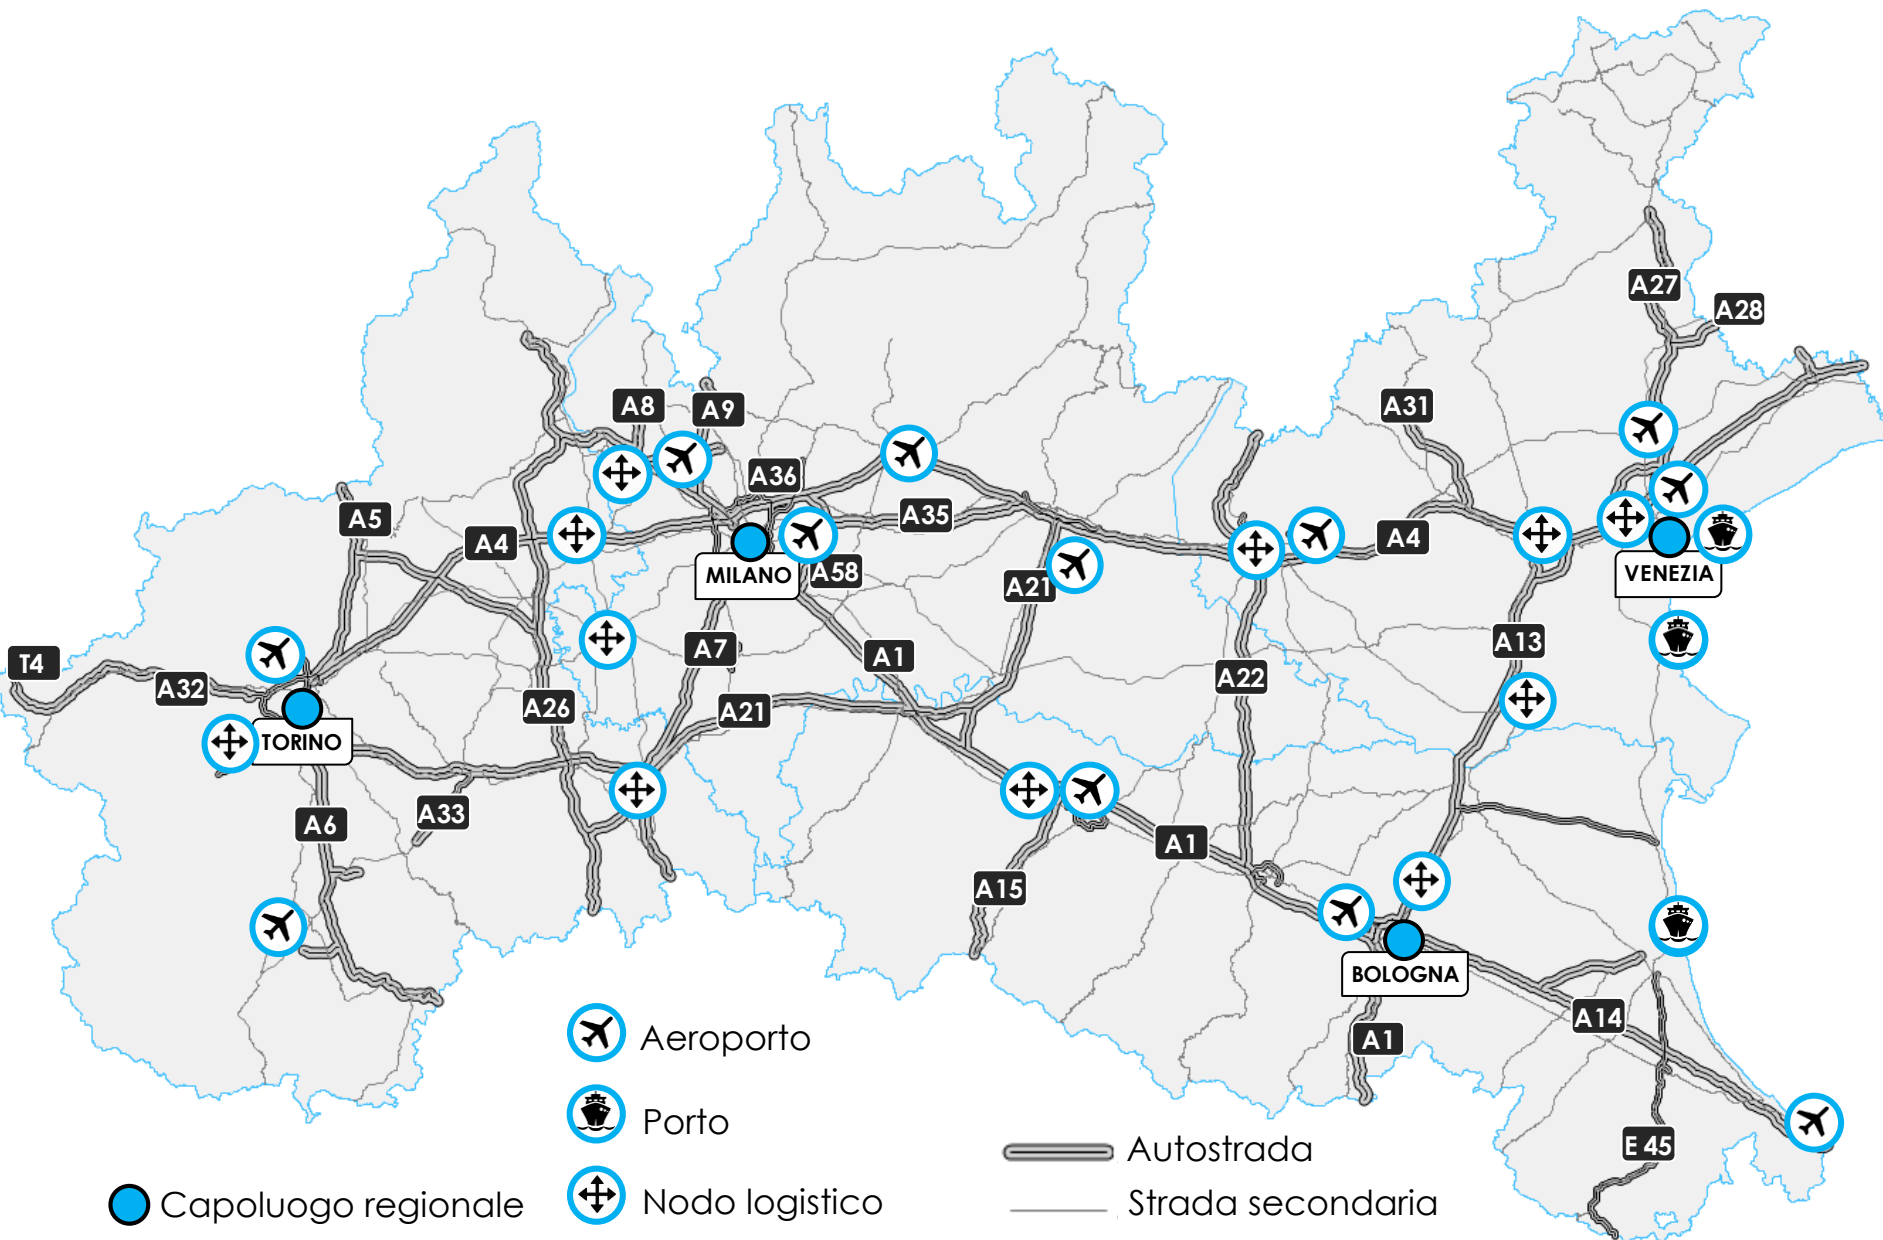 A27
A28
A8
A9
A31
A36
A5
A35
A4
A4
MILANO
A58
VENEZIA
A21
T4
A32
A7
A1
A13
A22
A26
A21
TORINO
A6
A33
A1
A15
BOLOGNA
A14
A1
E 45
Aeroporto
Porto
Capoluogo regionale
Nodo logistico
Autostrada
Strada secondaria